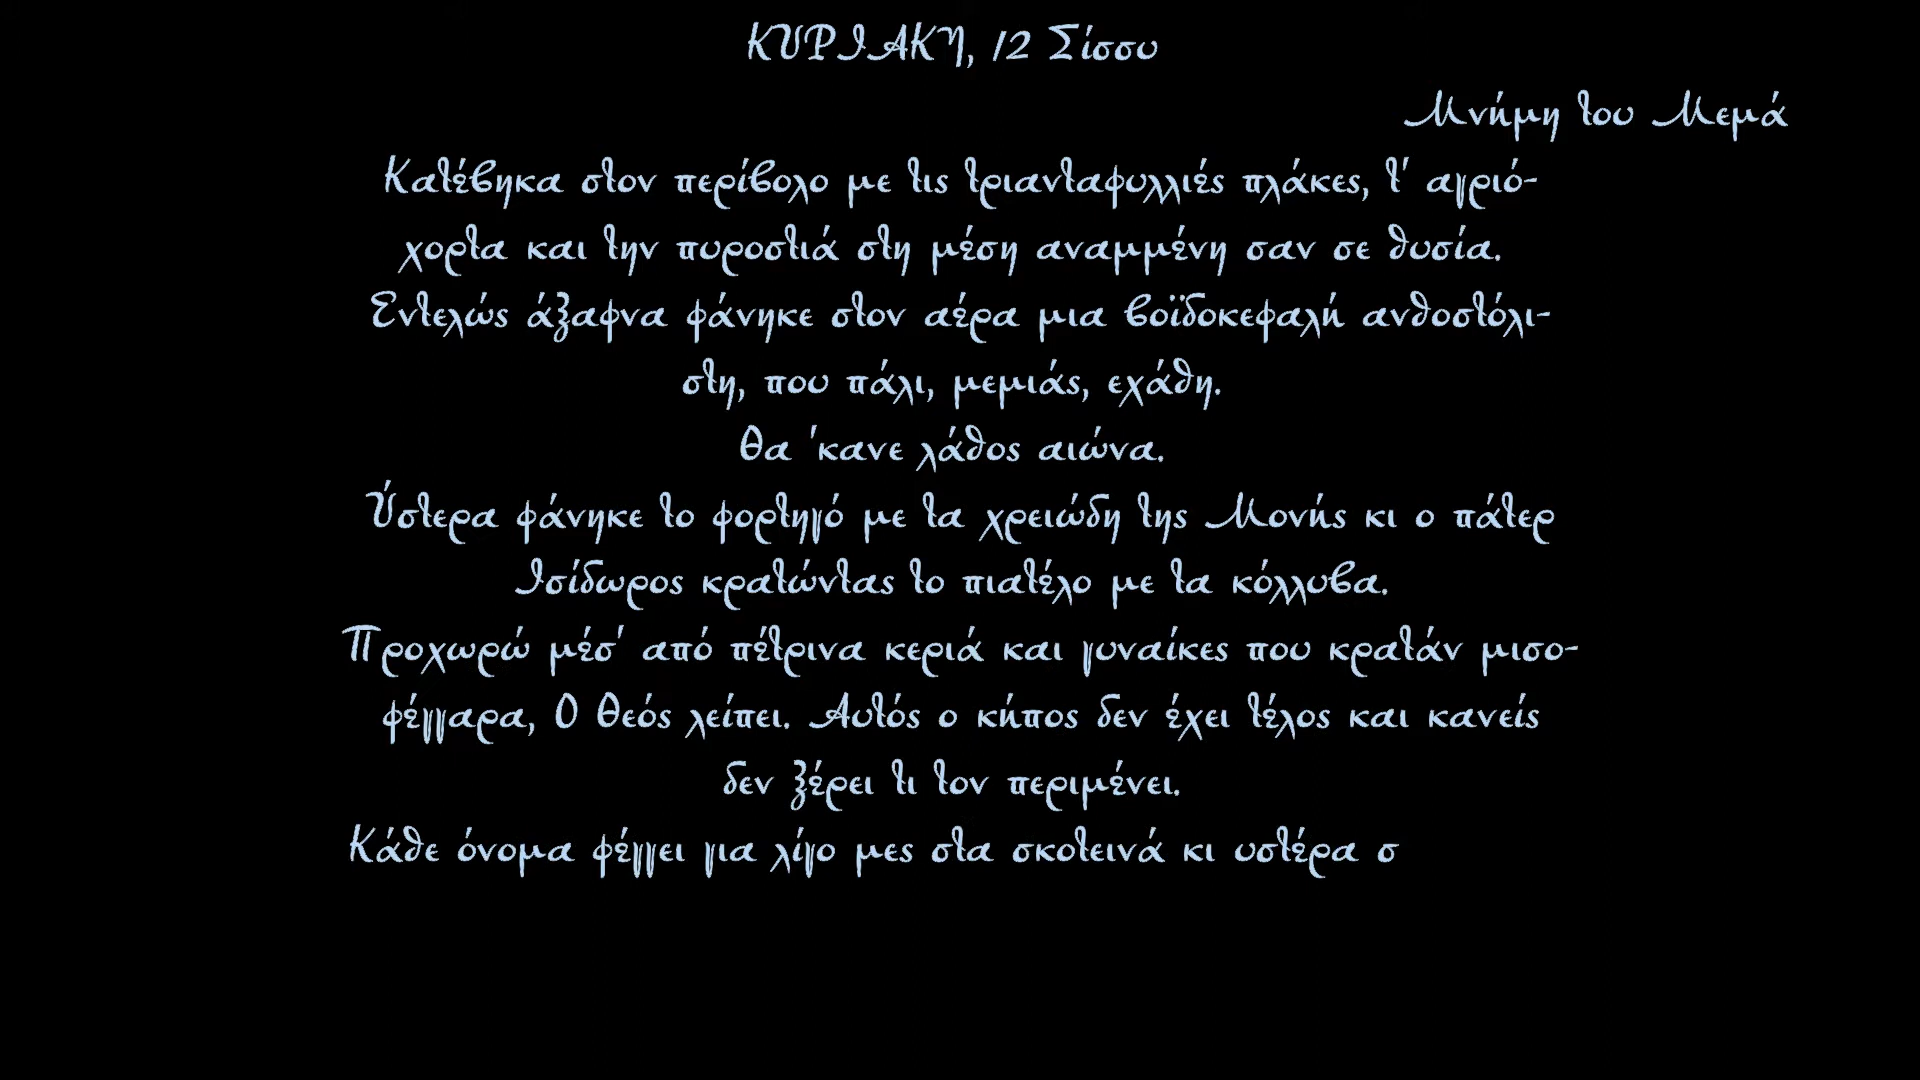 ΚΥΡΙΑΚΗ, 12 Σίσσυ
Μνήμη του Μεμά
Κατέβηκα στον περίβολο με τις τριανταφυλλιές πλάκες, τ' αγριό-
χορτα και την πυροστιά στη μέση αναμμένη σαν σε θυσία.
Εντελώς άξαφνα φάνηκε στον αέρα μια βοϊδοκεφαλή ανθοστόλι-
στη, που πάλι, μεμιάς, εχάθη.
Θα 'κανε λάθος αιώνα.
Ύστερα φάνηκε το φορτηγό με τα χρειώδη της Μονής κι ο πάτερ
Ισίδωρος κρατώντας το πιατέλο με τα κόλλυβα.
Προχωρώ μέσ' από πέτρινα κεριά και γυναίκες που κρατάν μισο-
φέγγαρα, Ο Θεός λείπει. Αυτός ο κήπος δεν έχει τέλος και κανείς
δεν ξέρει τι τον περιμένει.
Κάθε όνομα φέγγει για λίγο μες στα σκοτεινά κι υστέρα σ